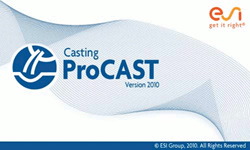 esi
get it right®
Casting
ProCAST
Version 2010
© ESI Group, 2010. All Rights Reserved